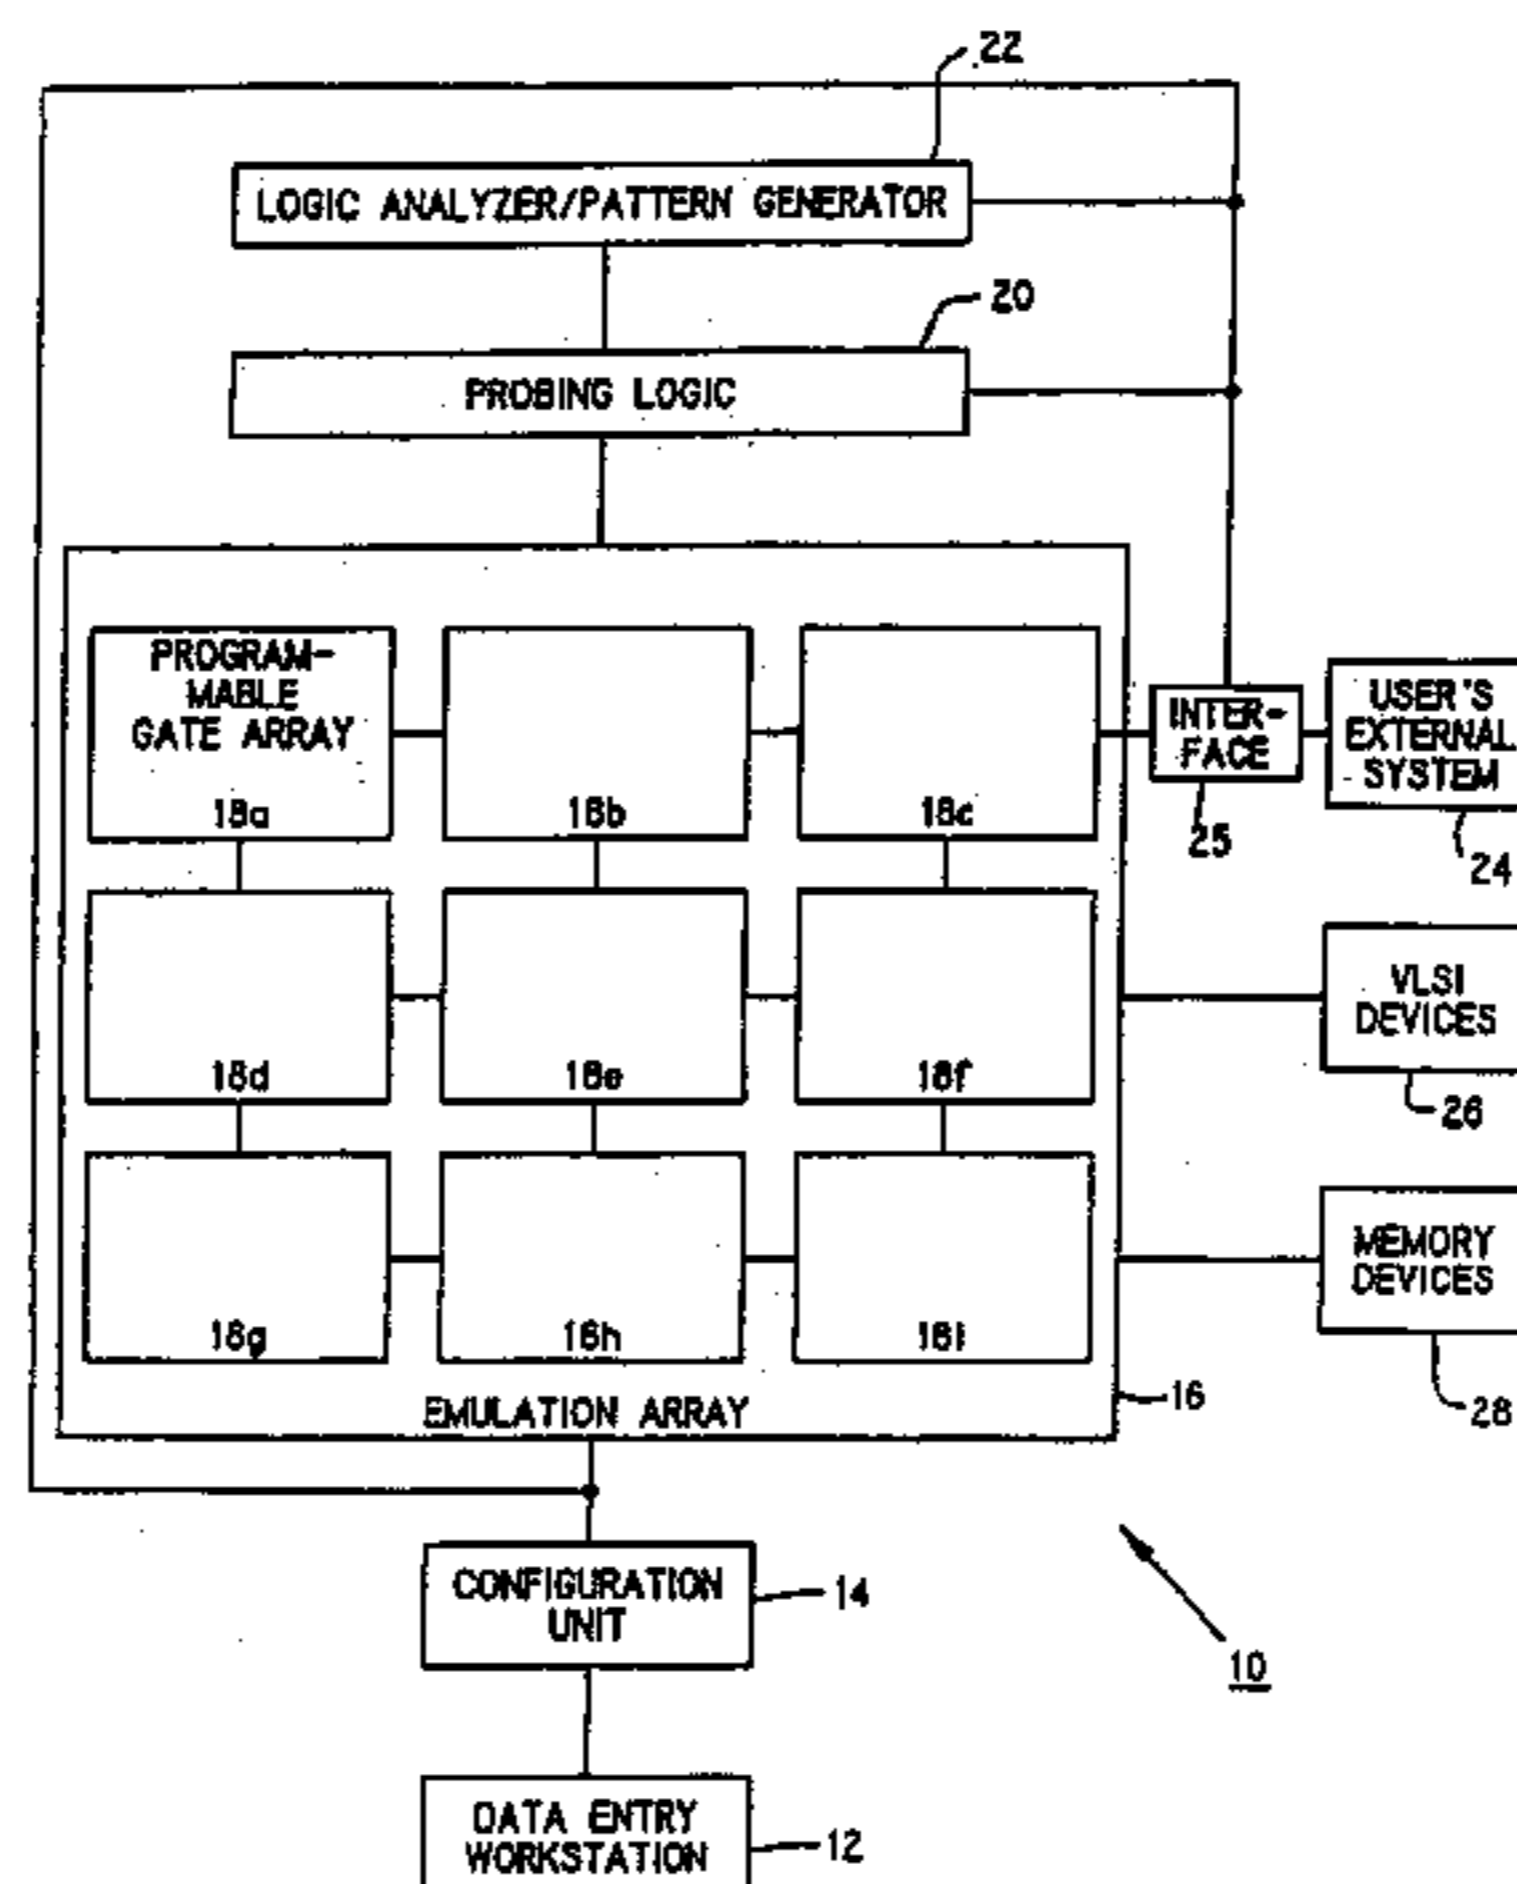 22
LOGIC ANALYZER/PATTERN GENERATOR
20
PROBING LOGIC
PROGRAM-
MABLE
GATE ARRAY
18a
18b
18c
INTER-
FACE
25
USER'S
EXTERNAL
SYSTEM
24
18d
18e
18f
VLSI
DEVICES
26
18g
18h
18i
MEMORY
DEVICES
28
EMULATION ARRAY
16
CONFIGURATION
UNIT
14
10
DATA ENTRY
WORKSTATION
12